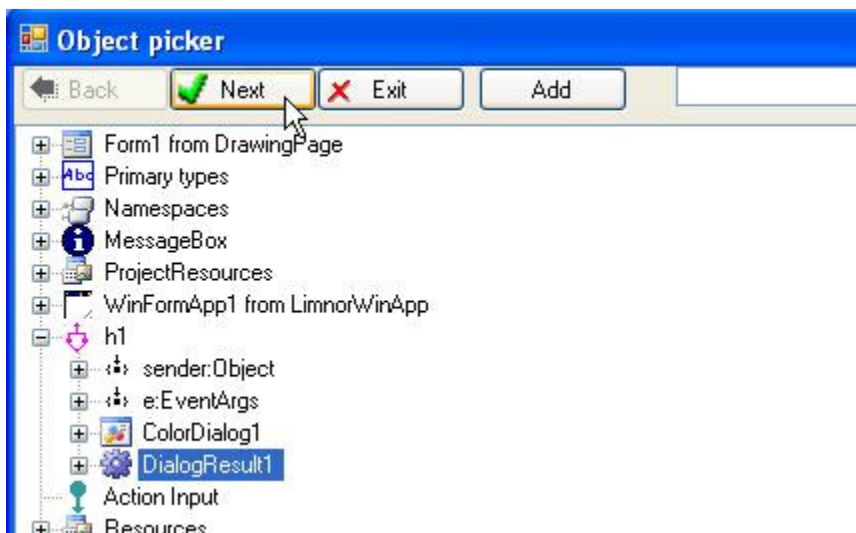 Object picker
Back Next Exit Add
Form1 from DrawingPage
Abc Primary types
Namespaces
MessageBox
ProjectResources
WinFormApp1 from LimnorWinApp
h1
sender:Object
e:EventArgs
ColorDialog1
DialogResult1
Action Input
Resources